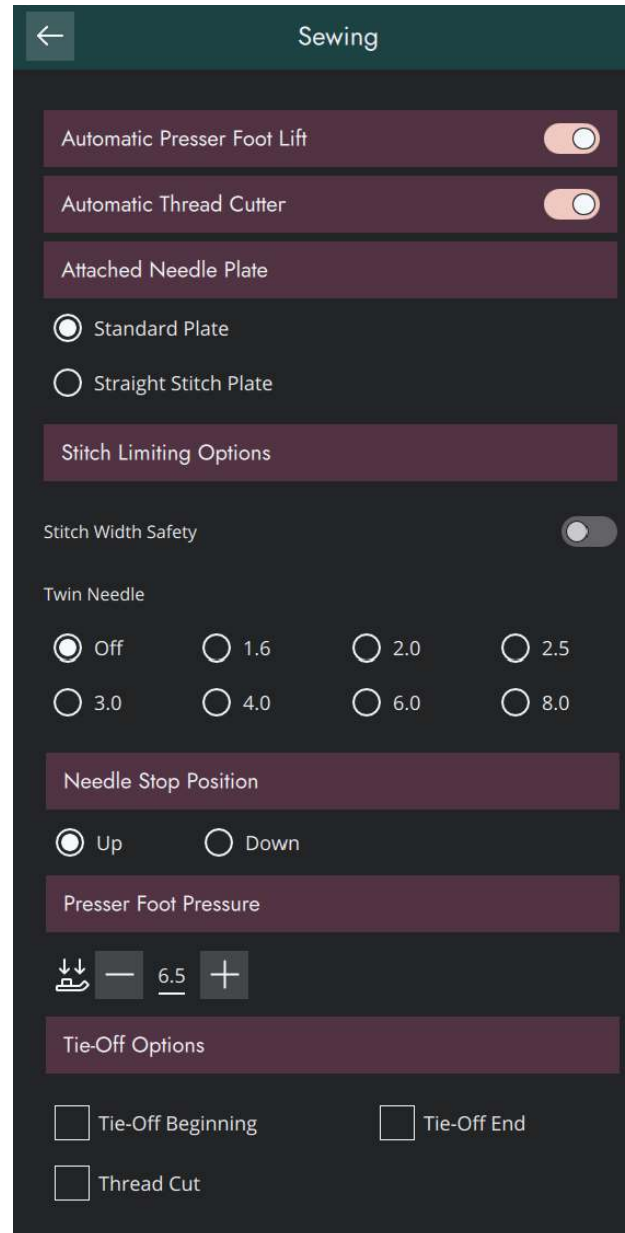 Sewing
Automatic Presser Foot Lift
Automatic Thread Cutter
Attached Needle Plate
Standard Plate
Straight Stitch Plate
Stitch Limiting Options
Stitch Width Safety
Twin Needle
Off 1.6 2.0 2.5
3.0 4.0 6.0 8.0
Needle Stop Position
Up Down
Presser Foot Pressure
6.5
Tie-Off Options
Tie-Off Beginning Tie-Off End
Thread Cut